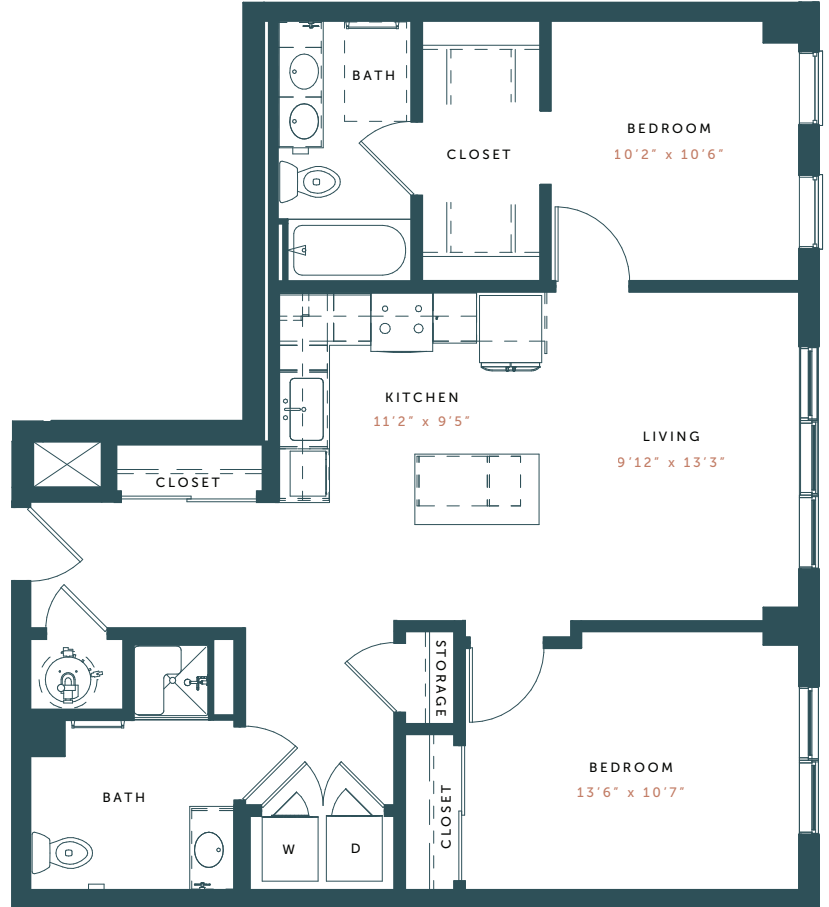 BATH
CLOSET
BEDROOM
10’2” x 10’6”
KITCHEN
11’2” x 9’5”
LIVING
9’12” x 13’3”
CLOSET
STORAGE
BATH
BEDROOM
13’6” x 10’7”
CLOSET
W
D